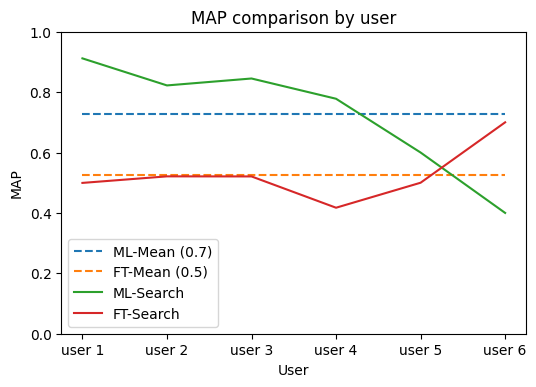 MAP comparison by user
MAP
1.0
0.8
0.6
0.4
0.2
0.0
ML-Mean (0.7)
FT-Mean (0.5)
ML-Search
FT-Search
user 1 user 2 user 3 user 4 user 5 user 6
User